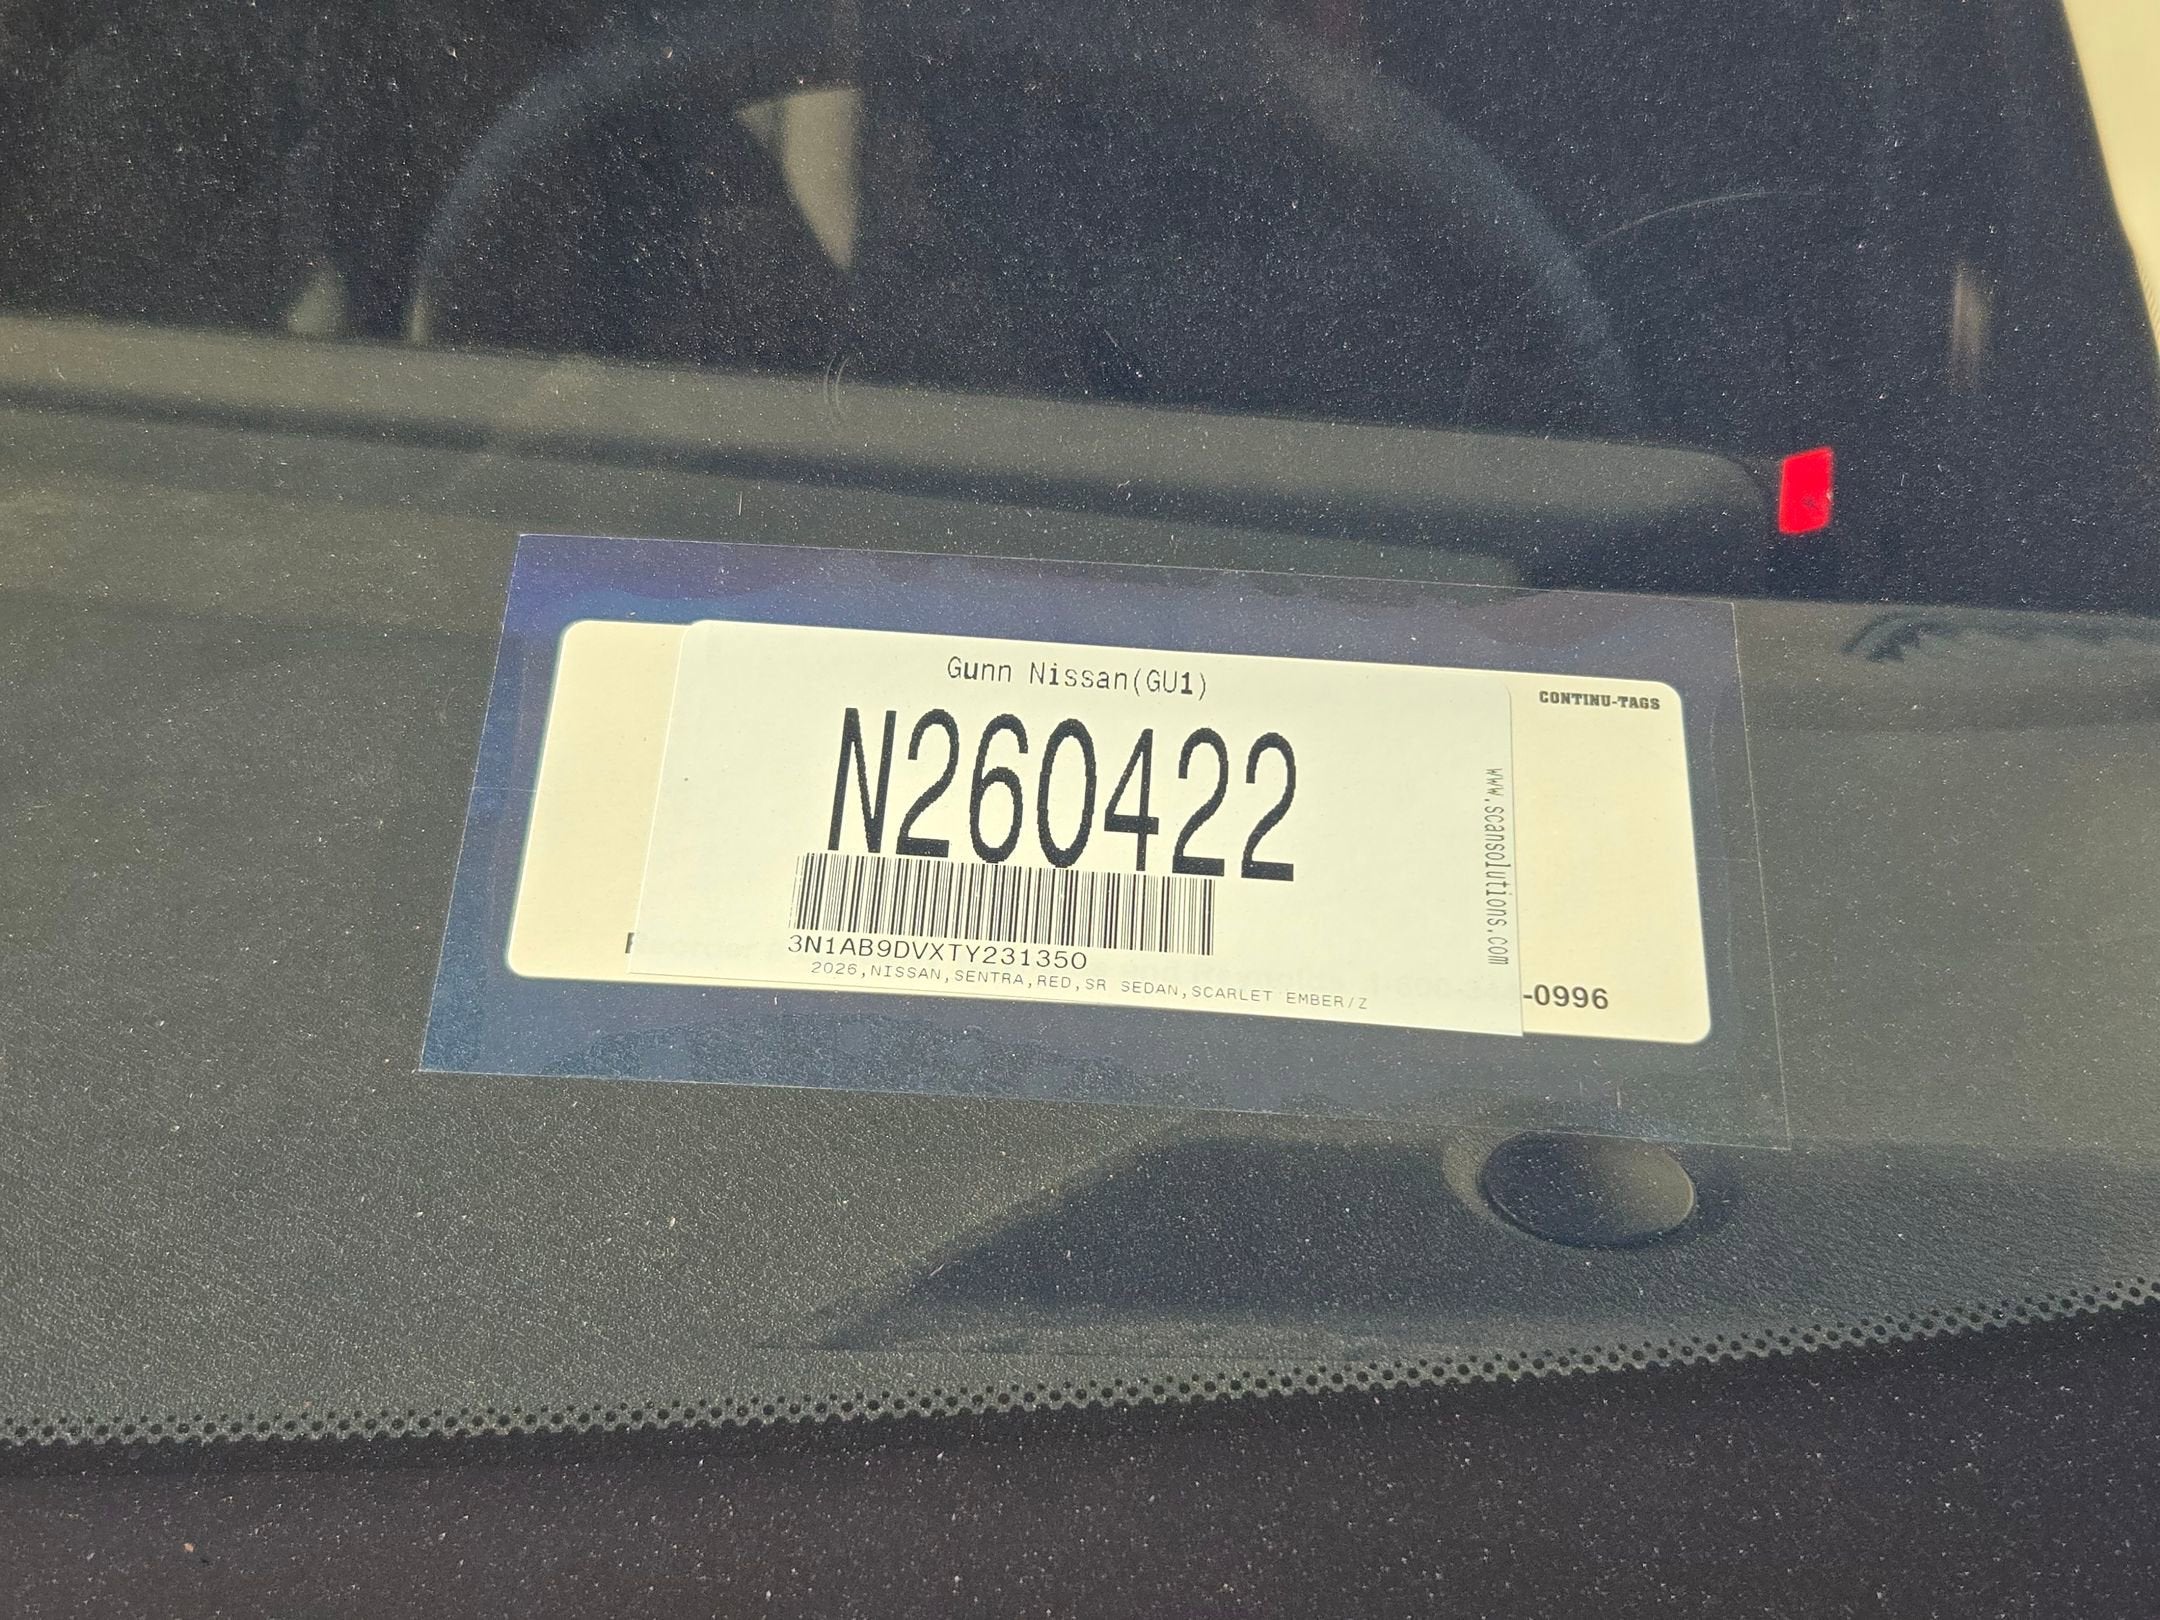 Gunn Nissan(GU1)
CONTINU-TAGS
N260422
www.scansolutions.com
3N1AB9DVXTY231350
2026,NISSAN,SENTRA,RED,SR SEDAN,SCARLET EMBER/Z
Reorder
-0996